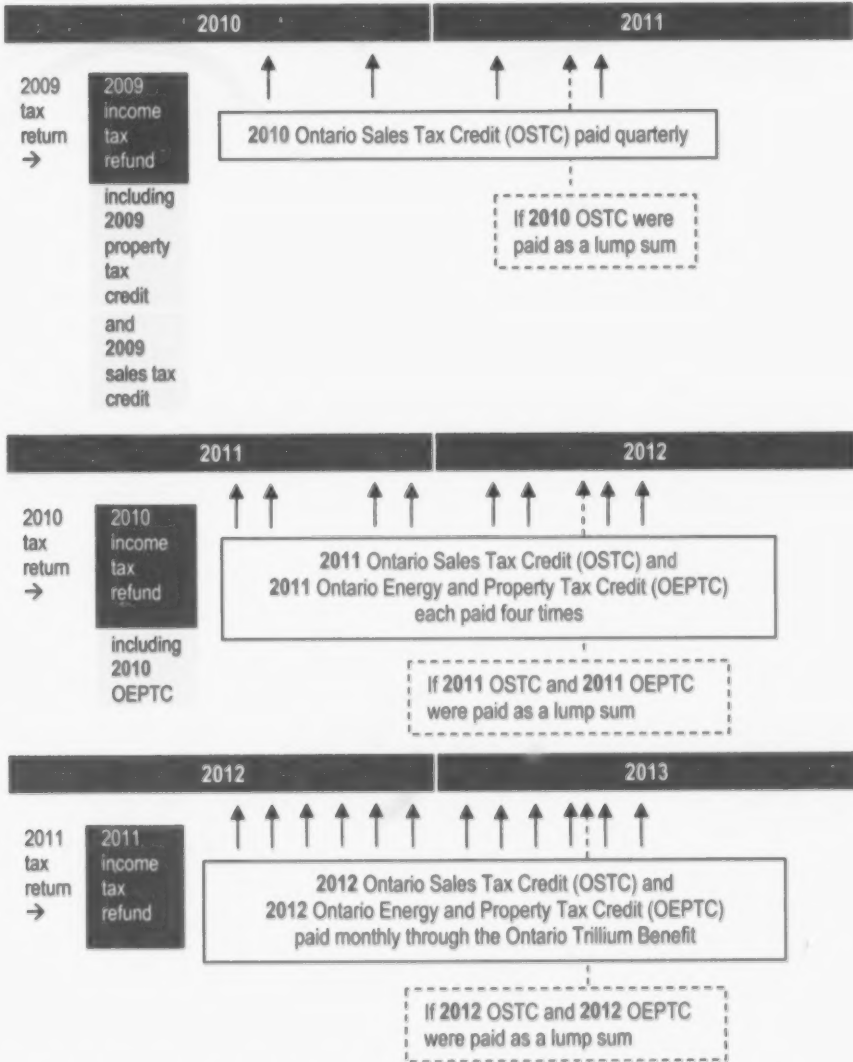 2010
2011
2009
tax
return
→
2009
income
tax
refund
including
2009
property
tax
credit
and
2009
sales tax
credit
2010 Ontario Sales Tax Credit (OSTC) paid quarterly
If 2010 OSTC were
paid as a lump sum
2011
2012
2010
tax
return
→
2010
income
tax
refund
including
2010
OEPTC
2011 Ontario Sales Tax Credit (OSTC) and
2011 Ontario Energy and Property Tax Credit (OEPTC)
each paid four times
If 2011 OSTC and 2011 OEPTC
were paid as a lump sum
2012
2013
2011
tax
return
→
2011
income
tax
refund
2012 Ontario Sales Tax Credit (OSTC) and
2012 Ontario Energy and Property Tax Credit (OEPTC)
paid monthly through the Ontario Trillium Benefit
If 2012 OSTC and 2012 OEPTC
were paid as a lump sum